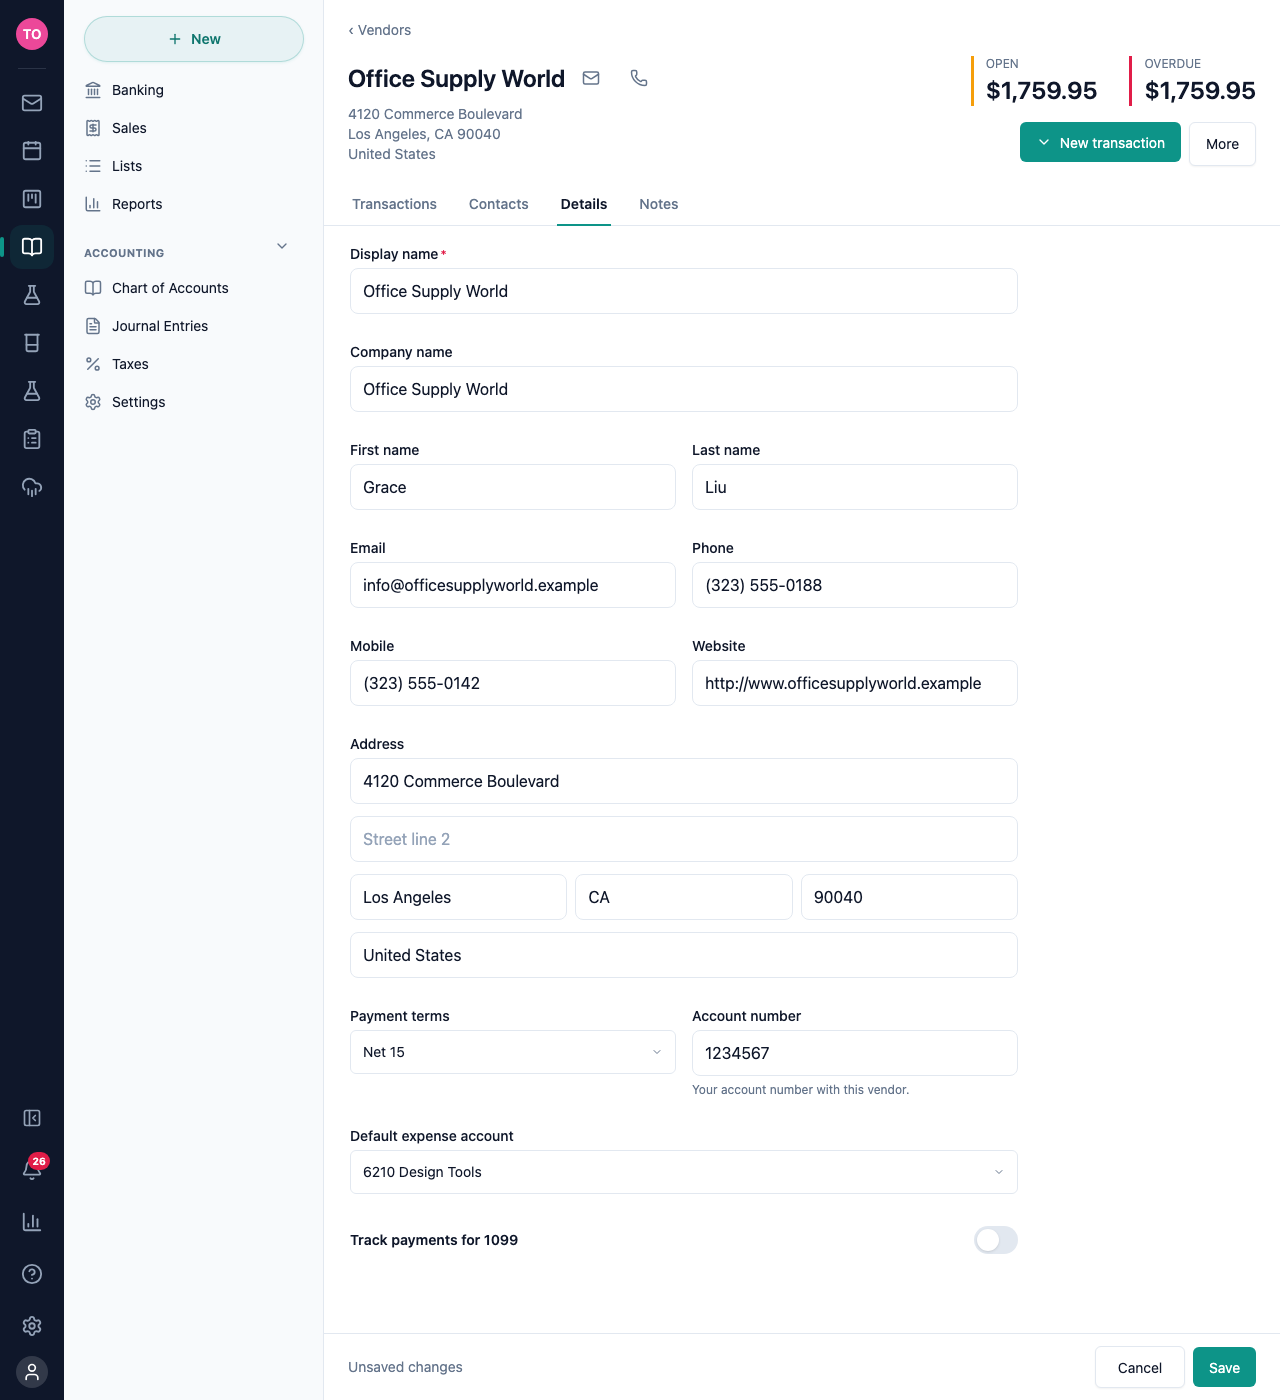 TO
New
Banking
Sales
Lists
Reports
ACCOUNTING
Chart of Accounts
Journal Entries
Taxes
Settings
26
‹ Vendors
Office Supply World
4120 Commerce Boulevard
Los Angeles, CA 90040
United States
OPEN
$1,759.95
OVERDUE
$1,759.95
New transaction
More
Transactions
Contacts
Details
Notes
Display name *
Office Supply World
Company name
Office Supply World
First name
Grace
Last name
Liu
Email
info@officesupplyworld.example
Phone
(323) 555-0188
Mobile
(323) 555-0142
Website
http://www.officesupplyworld.example
Address
4120 Commerce Boulevard
Street line 2
Los Angeles
CA
90040
United States
Payment terms
Net 15
Account number
1234567
Your account number with this vendor.
Default expense account
6210 Design Tools
Track payments for 1099
Unsaved changes
Cancel
Save